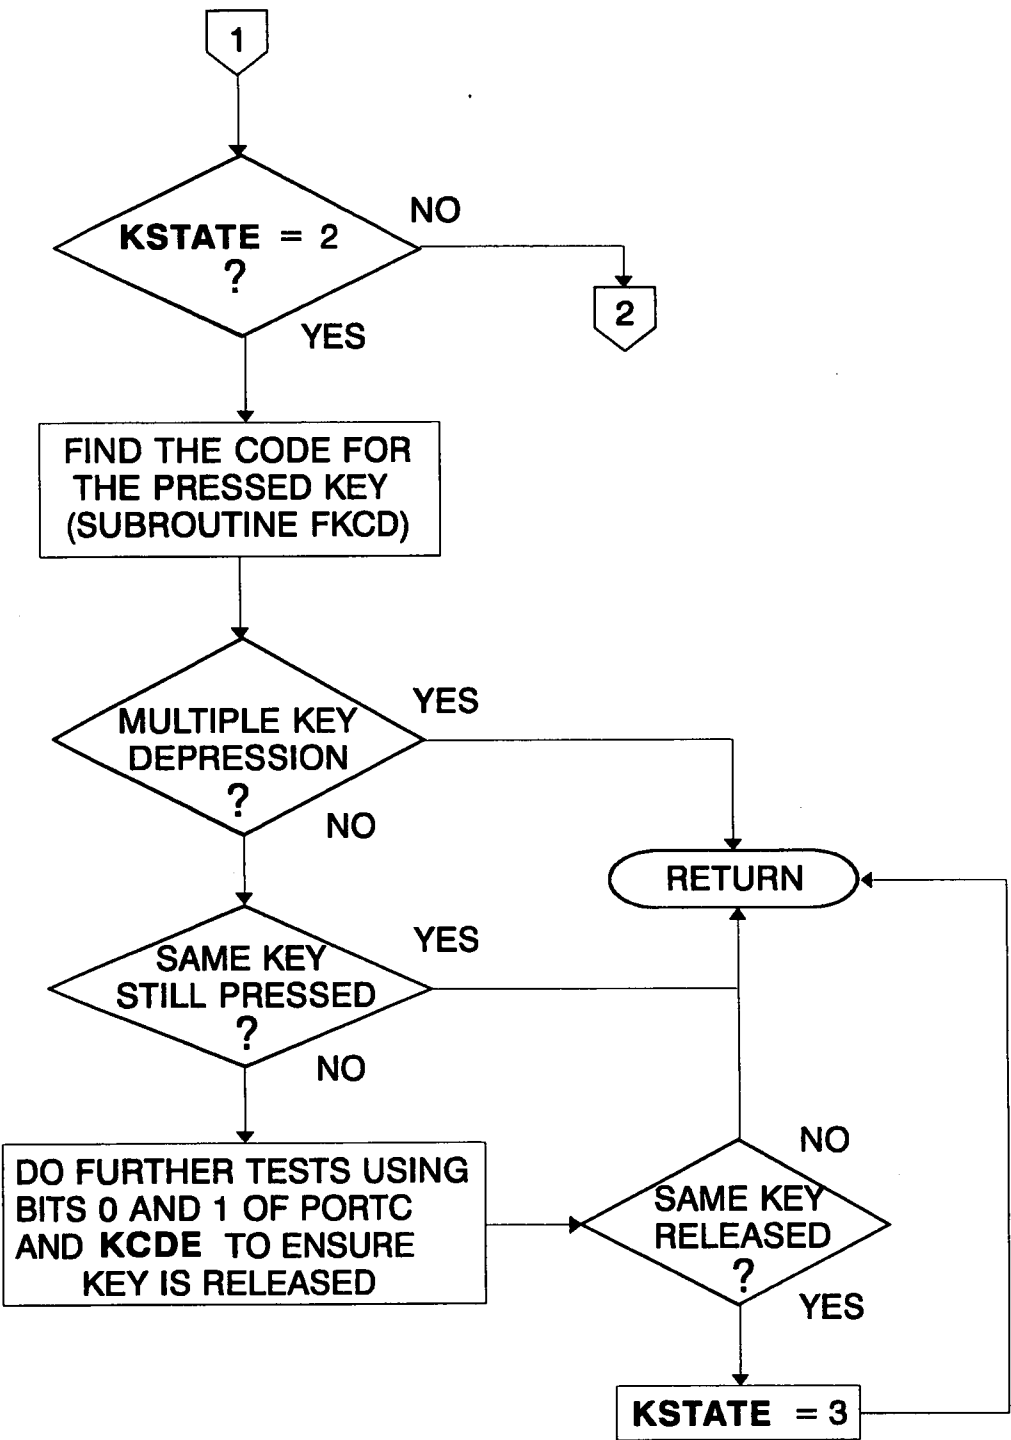 1
KSTATE = 2
?
NO
2
YES
FIND THE CODE FOR
THE PRESSED KEY
(SUBROUTINE FKCD)
MULTIPLE KEY
DEPRESSION
?
YES
NO
RETURN
SAME KEY
STILL PRESSED
?
YES
NO
DO FURTHER TESTS USING
BITS 0 AND 1 OF PORTC
AND KCDE TO ENSURE
KEY IS RELEASED
SAME KEY
RELEASED
?
NO
YES
KSTATE = 3